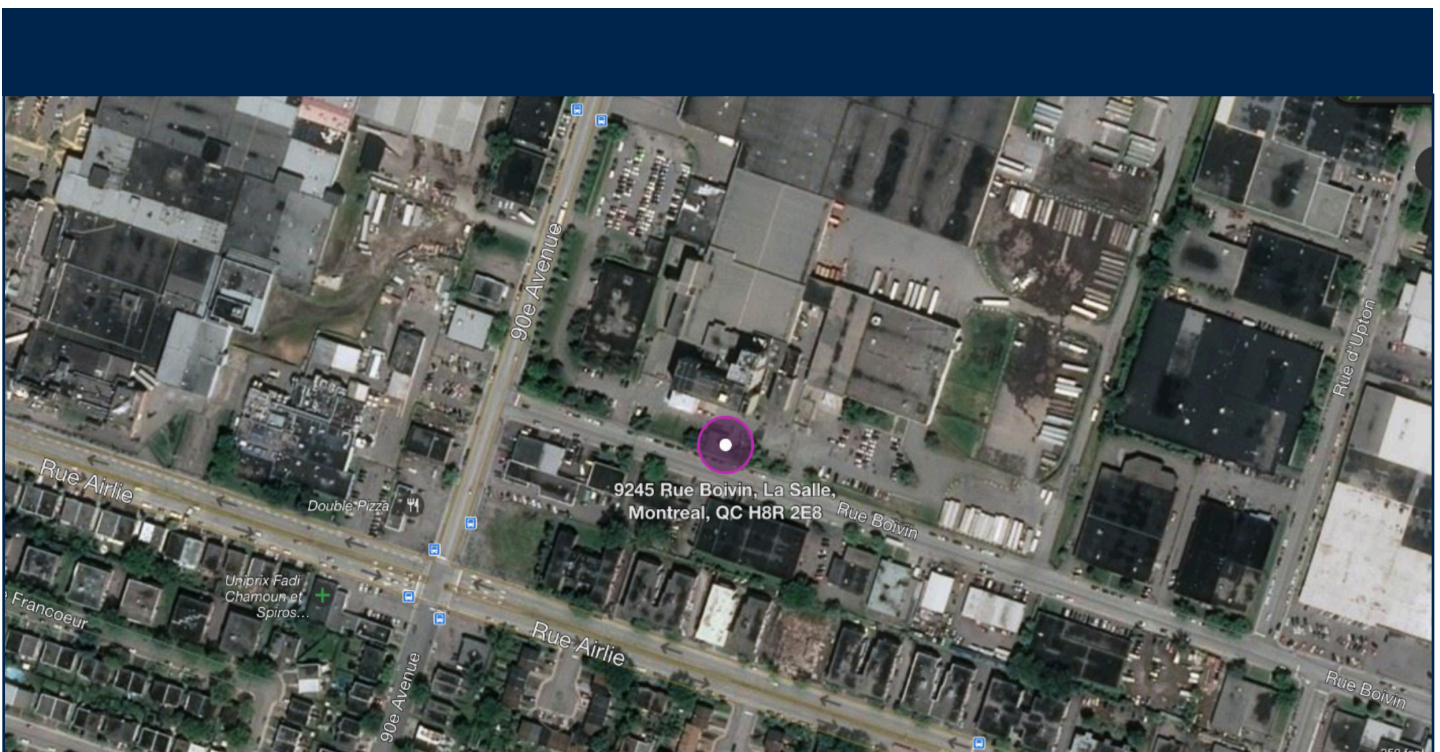 90e Avenue
Rue d'Upton
Rue Airlie
Double Pizza
9245 Rue Boivin, La Salle,
Montreal, QC H8R 2E8
Rue Boivin
Uniprix Fadi
Chamoun et
Spiros...
Francoeur
Rue Airlie
90e Avenue
Rue Boivin